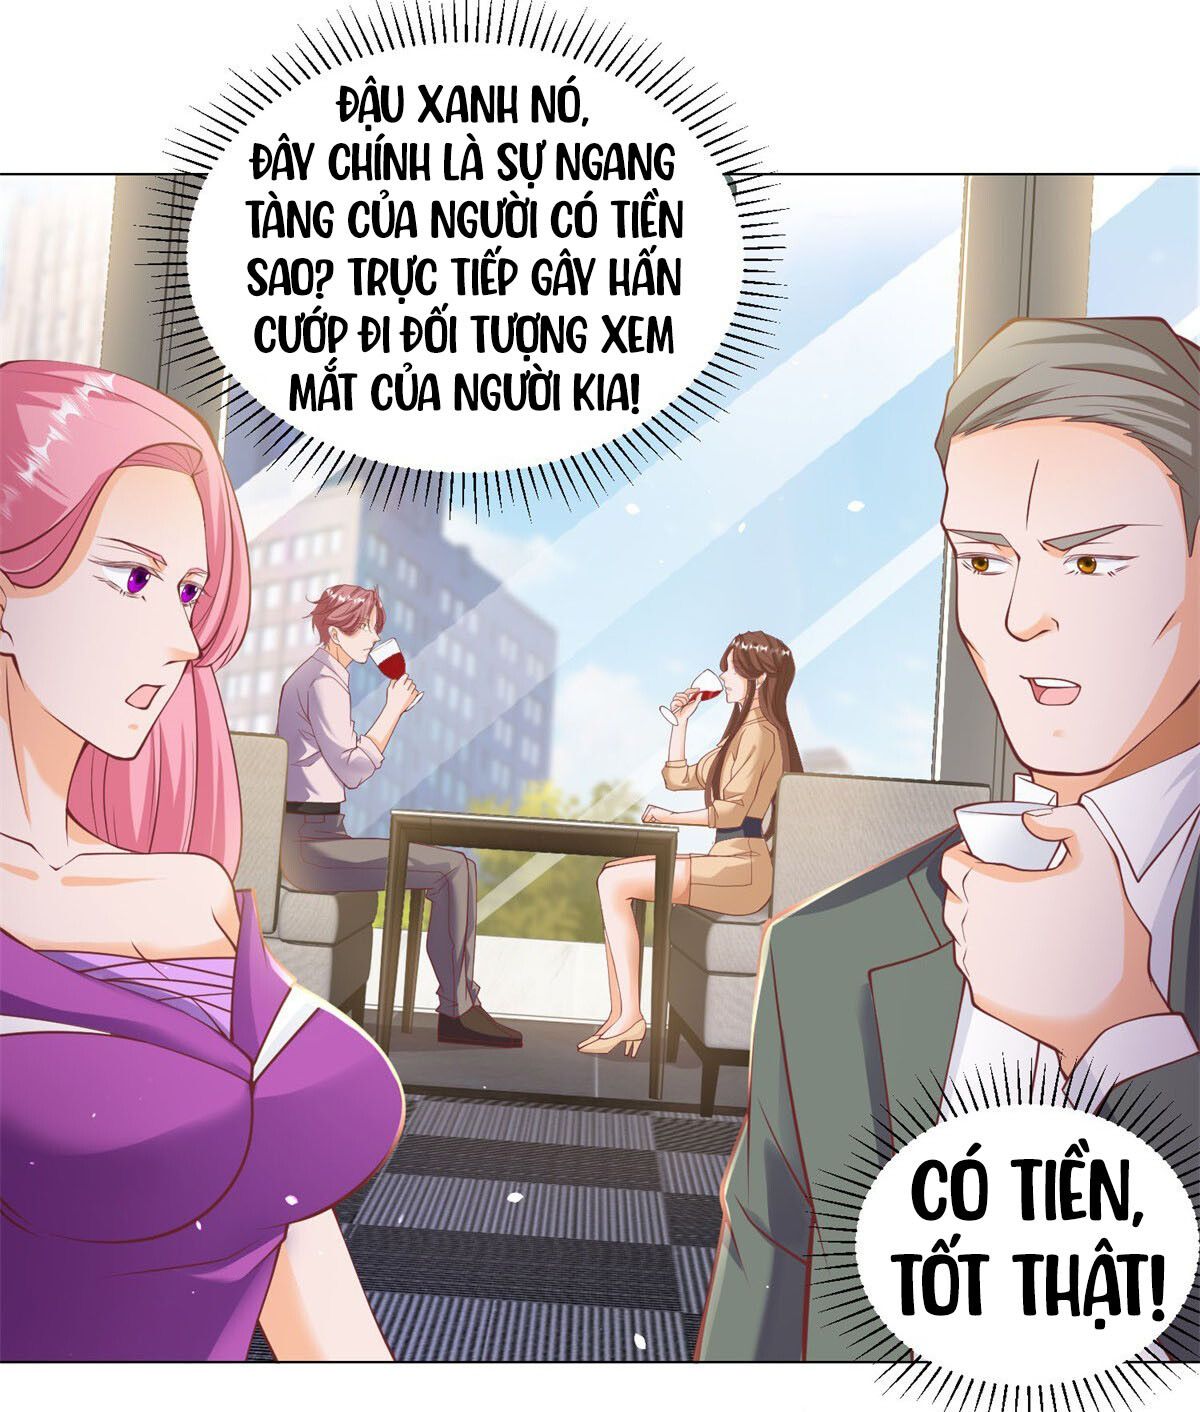 ĐẬU XANH NÓ,
ĐÂY CHÍNH LÀ SỰ NGANG
TÀNG CỦA NGƯỜI CÓ TIỀN
SAO? TRỰC TIẾP GÂY HẤN
CƯỚP ĐI ĐỐI TƯỢNG XEM
MẮT CỦA NGƯỜI KIA!
CÓ TIỀN,
TỐT THẬT!